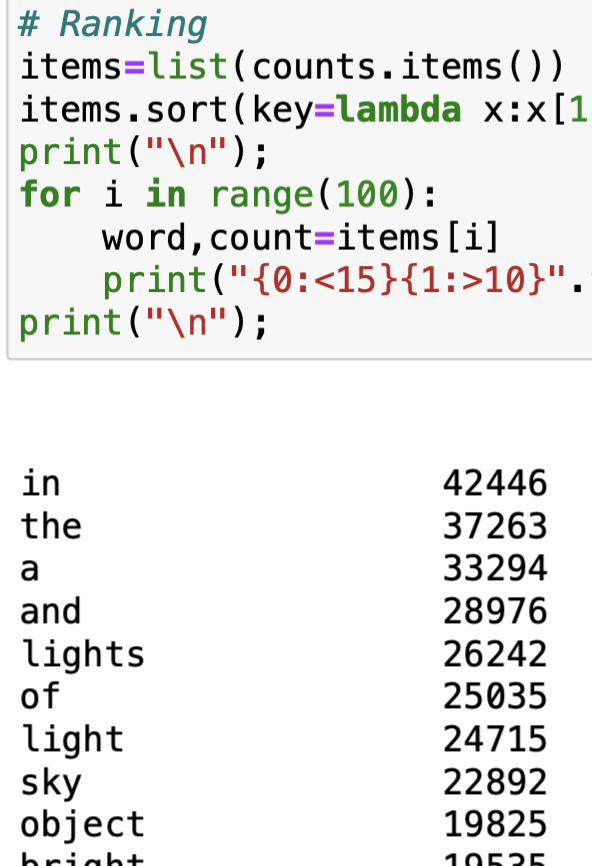 # Ranking
items=list(counts.items())
items.sort(key=lambda x:x[1
print("\n");
for i in range(100):
    word,count=items[i]
    print("{0:<15}{1:>10}".
print("\n");
in 42446
the 37263
a 33294
and 28976
lights 26242
of 25035
light 24715
sky 22892
object 19825
bright 19535